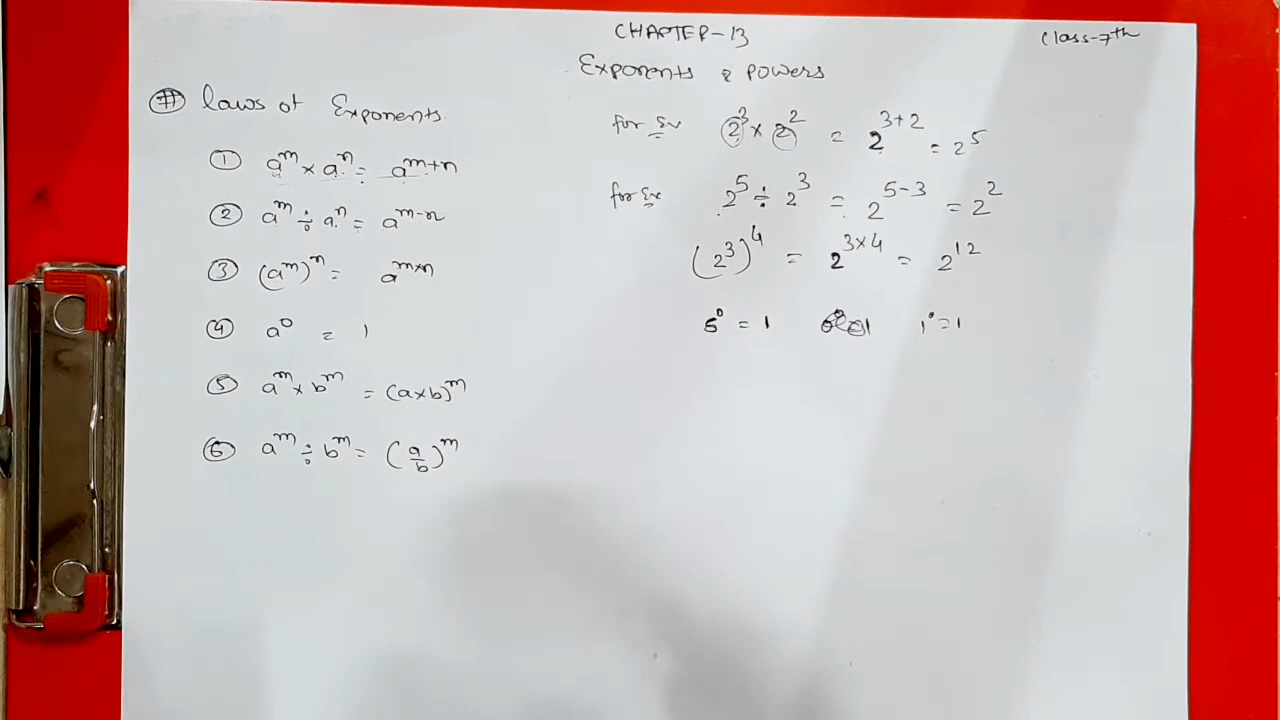 CHAPTER-13
Class-7th
Exponents & Powers
# laws of Exponents.
① a^m × a^n = a^m+n
for Ex 2^3 × 2^2 = 2^3+2 = 2^5
② a^m ÷ a^n = a^m-n
for Ex 2^5 ÷ 2^3 = 2^5-3 = 2^2
③ (a^m)^n = a^m×n
(2^3)^4 = 2^3×4 = 2^12
④ a^0 = 1
5^0 = 1 1^0 = 1
⑤ a^m × b^m = (a×b)^m
⑥ a^m ÷ b^m = (a/b)^m